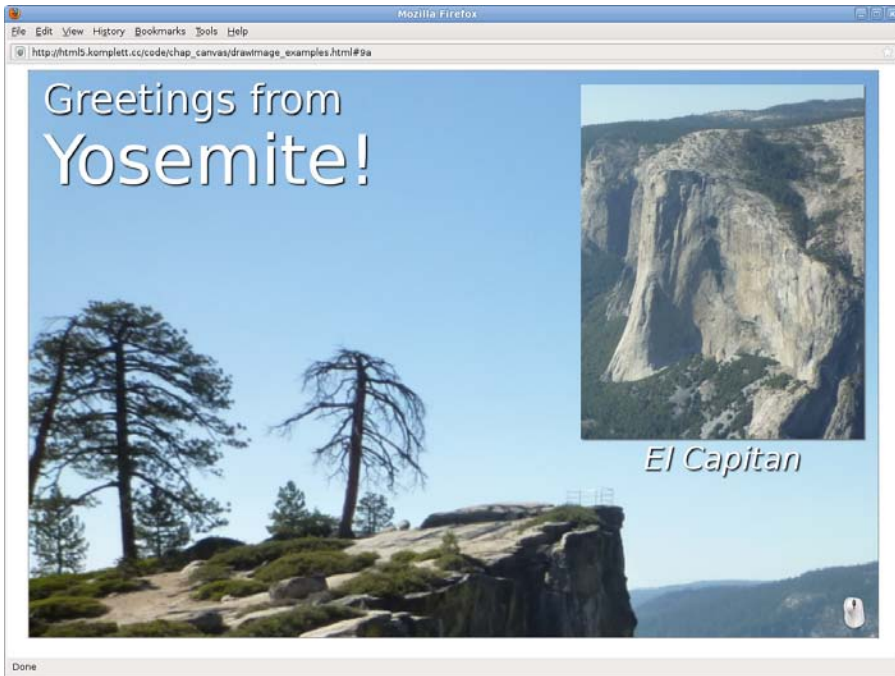 Mozilla Firefox
File Edit View History Bookmarks Tools Help
http://html5.komplett.cc/code/chap_canvas/drawimage_examples.html#9a
Greetings from
Yosemite!
El Capitan
Done